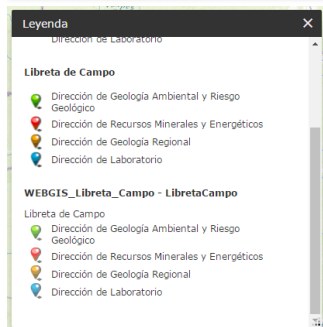 Leyenda
Dirección de Laboratorio
Libreta de Campo
Dirección de Geología Ambiental y Riesgo
Geológico
Dirección de Recursos Minerales y Energéticos
Dirección de Geología Regional
Dirección de Laboratorio
WEBGIS_Libreta_Campo - LibretaCampo
Libreta de Campo
Dirección de Geología Ambiental y Riesgo
Geológico
Dirección de Recursos Minerales y Energéticos
Dirección de Geología Regional
Dirección de Laboratorio